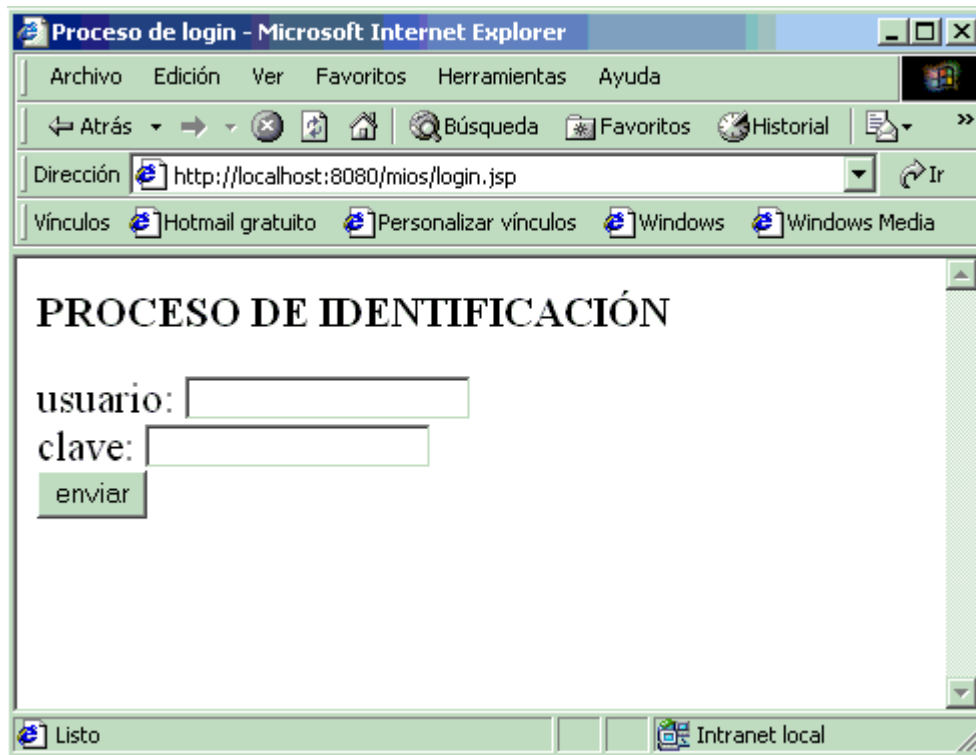 Proceso de login - Microsoft Internet Explorer
Archivo Edición Ver Favoritos Herramientas Ayuda
Atrás Búsqueda Favoritos Historial »
Dirección http://localhost:8080/mios/login.jsp Ir
Vínculos Hotmail gratuito Personalizar vínculos Windows Windows Media
PROCESO DE IDENTIFICACIÓN
usuario:
clave:
enviar
Listo Intranet local